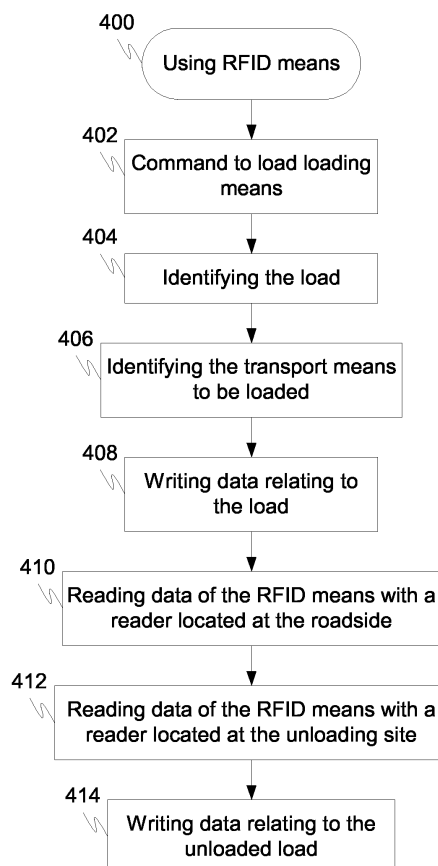 400
Using RFID means
402
Command to load loading
means
404
Identifying the load
406
Identifying the transport means
to be loaded
408
Writing data relating to
the load
410
Reading data of the RFID means with a
reader located at the roadside
412
Reading data of the RFID means with a
reader located at the unloading site
414
Writing data relating to the
unloaded load